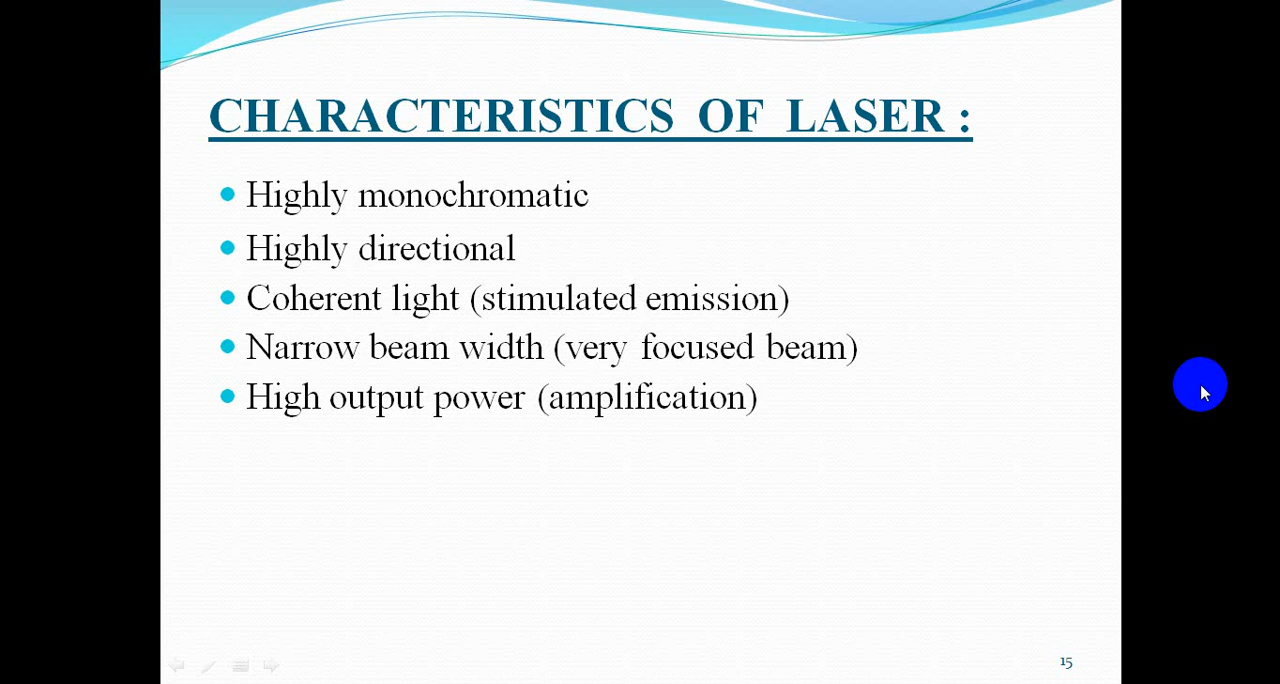 CHARACTERISTICS OF LASER :
Highly monochromatic
Highly directional
Coherent light (stimulated emission)
Narrow beam width (very focused beam)
High output power (amplification)
15